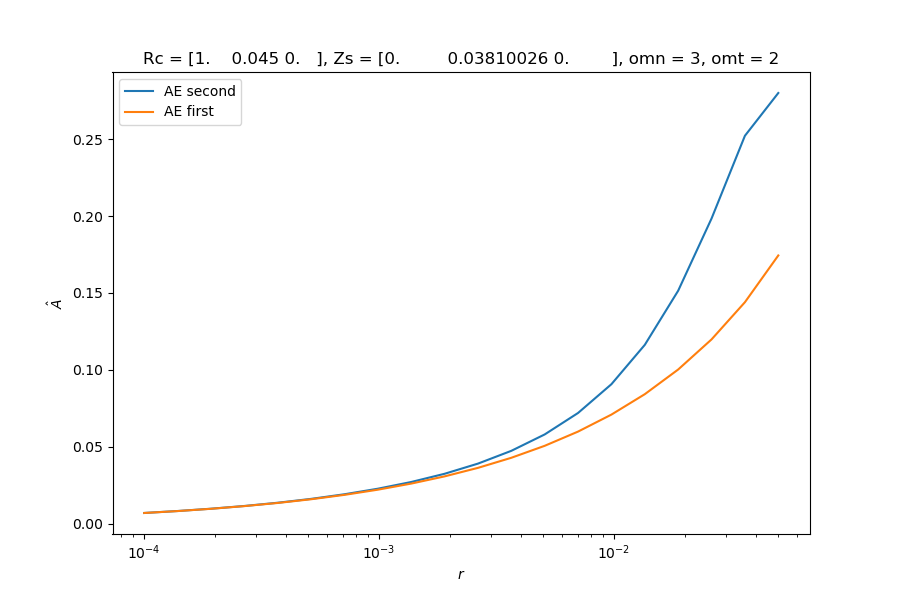 Rc = [1. 0.045 0. ], Zs = [0. 0.03810026 0. ], omn = 3, omt = 2
AE second
AE first
0.25
0.20
0.15
0.10
0.05
0.00
Â
10⁻⁴
10⁻³
10⁻²
r